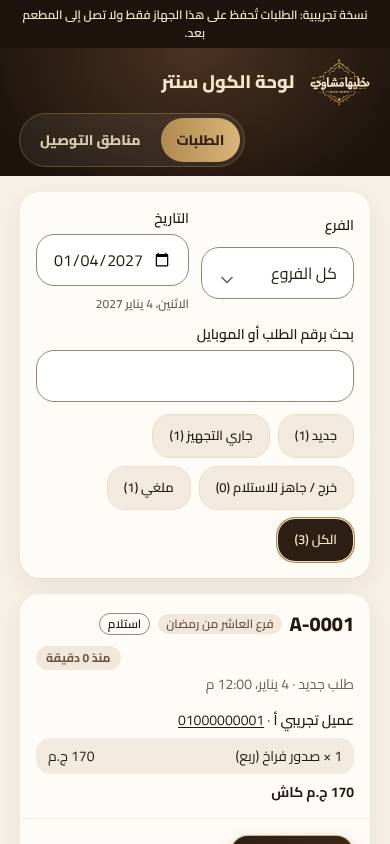 نسخة تجريبية: الطلبات تُحفظ على هذا الجهاز فقط ولا تصل إلى المطعم
بعد.
خليها مشاوي
لوحة الكول سنتر
الطلبات
مناطق التوصيل
الفرع
التاريخ
كل الفروع
01/04/2027
الاثنين، 4 يناير 2027
بحث برقم الطلب أو الموبايل
جديد (1)
جاري التجهيز (1)
خرج / جاهز للاستلام (0)
ملغي (1)
الكل (3)
A-0001
فرع العاشر من رمضان
استلام
منذ 0 دقيقة
طلب جديد · 4 يناير، 12:00 م
عميل تجريبي أ · 01000000001
1 × صدور فراخ (ربع)
170 ج.م
170 ج.م كاش